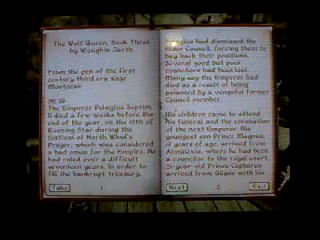 The Wolf Queen, Book Three
by Waughin Jarth
From the pen of the first
century third era sage
Montocai:
3E 98
The Emperor Pelagius Septim
II died a few weeks before the
end of the year, on the 15th of
Evening Star during the
festival of North Wind's
Prayer, which was considered
a bad omen for the Empire. He
had ruled over a difficult
seventeen years. In order to
fill the bankrupt treasury,
Take
1
Pelagius had dismissed the
Elder Council, forcing them to
buy back their positions.
Several good but poor
councilors had been lost.
Many say the Emperor had
died as a result of being
poisoned by a vengeful former
Council member.
His children came to attend
his funeral and the coronation
of the next Emperor. His
youngest son Prince Magnus,
19 years of age, arrived from
Almalexia, where he had been
a councilor to the royal court.
21-year-old Prince Cephorus
arrived from Gilane with his
Next
2
Exit